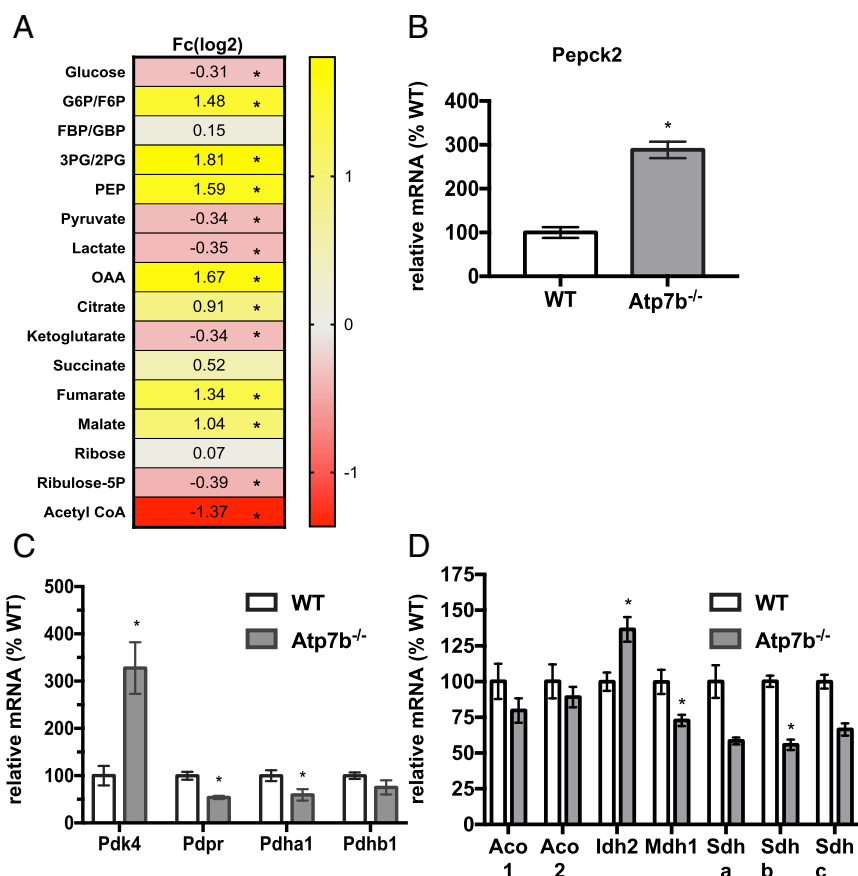 A
Fc(log2)
Glucose -0.31 *
G6P/F6P 1.48 *
FBP/GBP 0.15
3PG/2PG 1.81 *
PEP 1.59 *
Pyruvate -0.34 *
Lactate -0.35 *
OAA 1.67 *
Citrate 0.91 *
Ketoglutarate -0.34 *
Succinate 0.52
Fumarate 1.34 *
Malate 1.04 *
Ribose 0.07
Ribulose-5P -0.39 *
Acetyl CoA -1.37 *
1
0
-1
B
Pepck2
relative mRNA (% WT)
400
300
200
100
0
*
WT Atp7b-/-
C
relative mRNA (% WT)
500
400
300
200
100
0
WT
Atp7b-/-
* * *
Pdk4 Pdpr Pdha1 Pdhb1
D
relative mRNA (% WT)
175
150
125
100
75
50
25
0
WT
Atp7b-/-
* * *
Aco Aco Idh2 Mdh1 Sdh Sdh Sdh
1 2 a b c